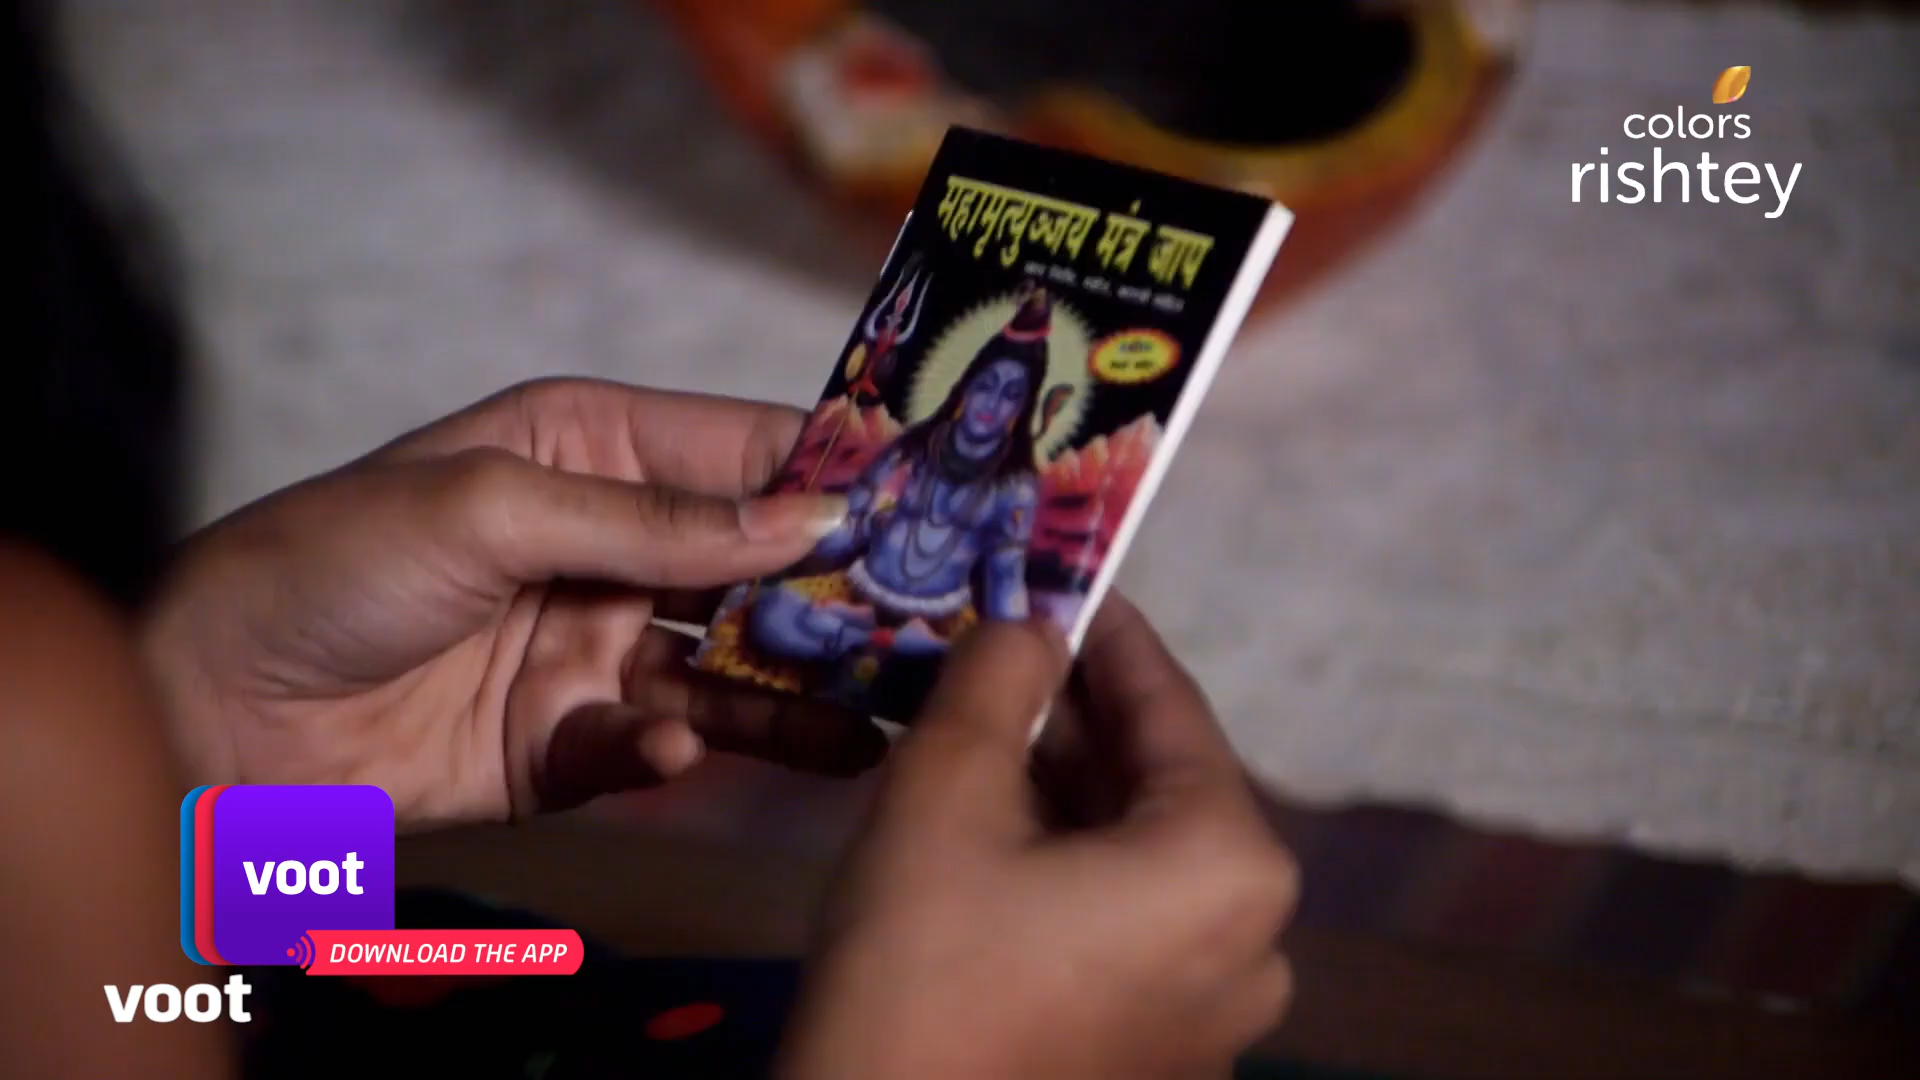 colors
rishtey
महामृत्युञ्जय मंत्र जाप
voot
DOWNLOAD THE APP
voot